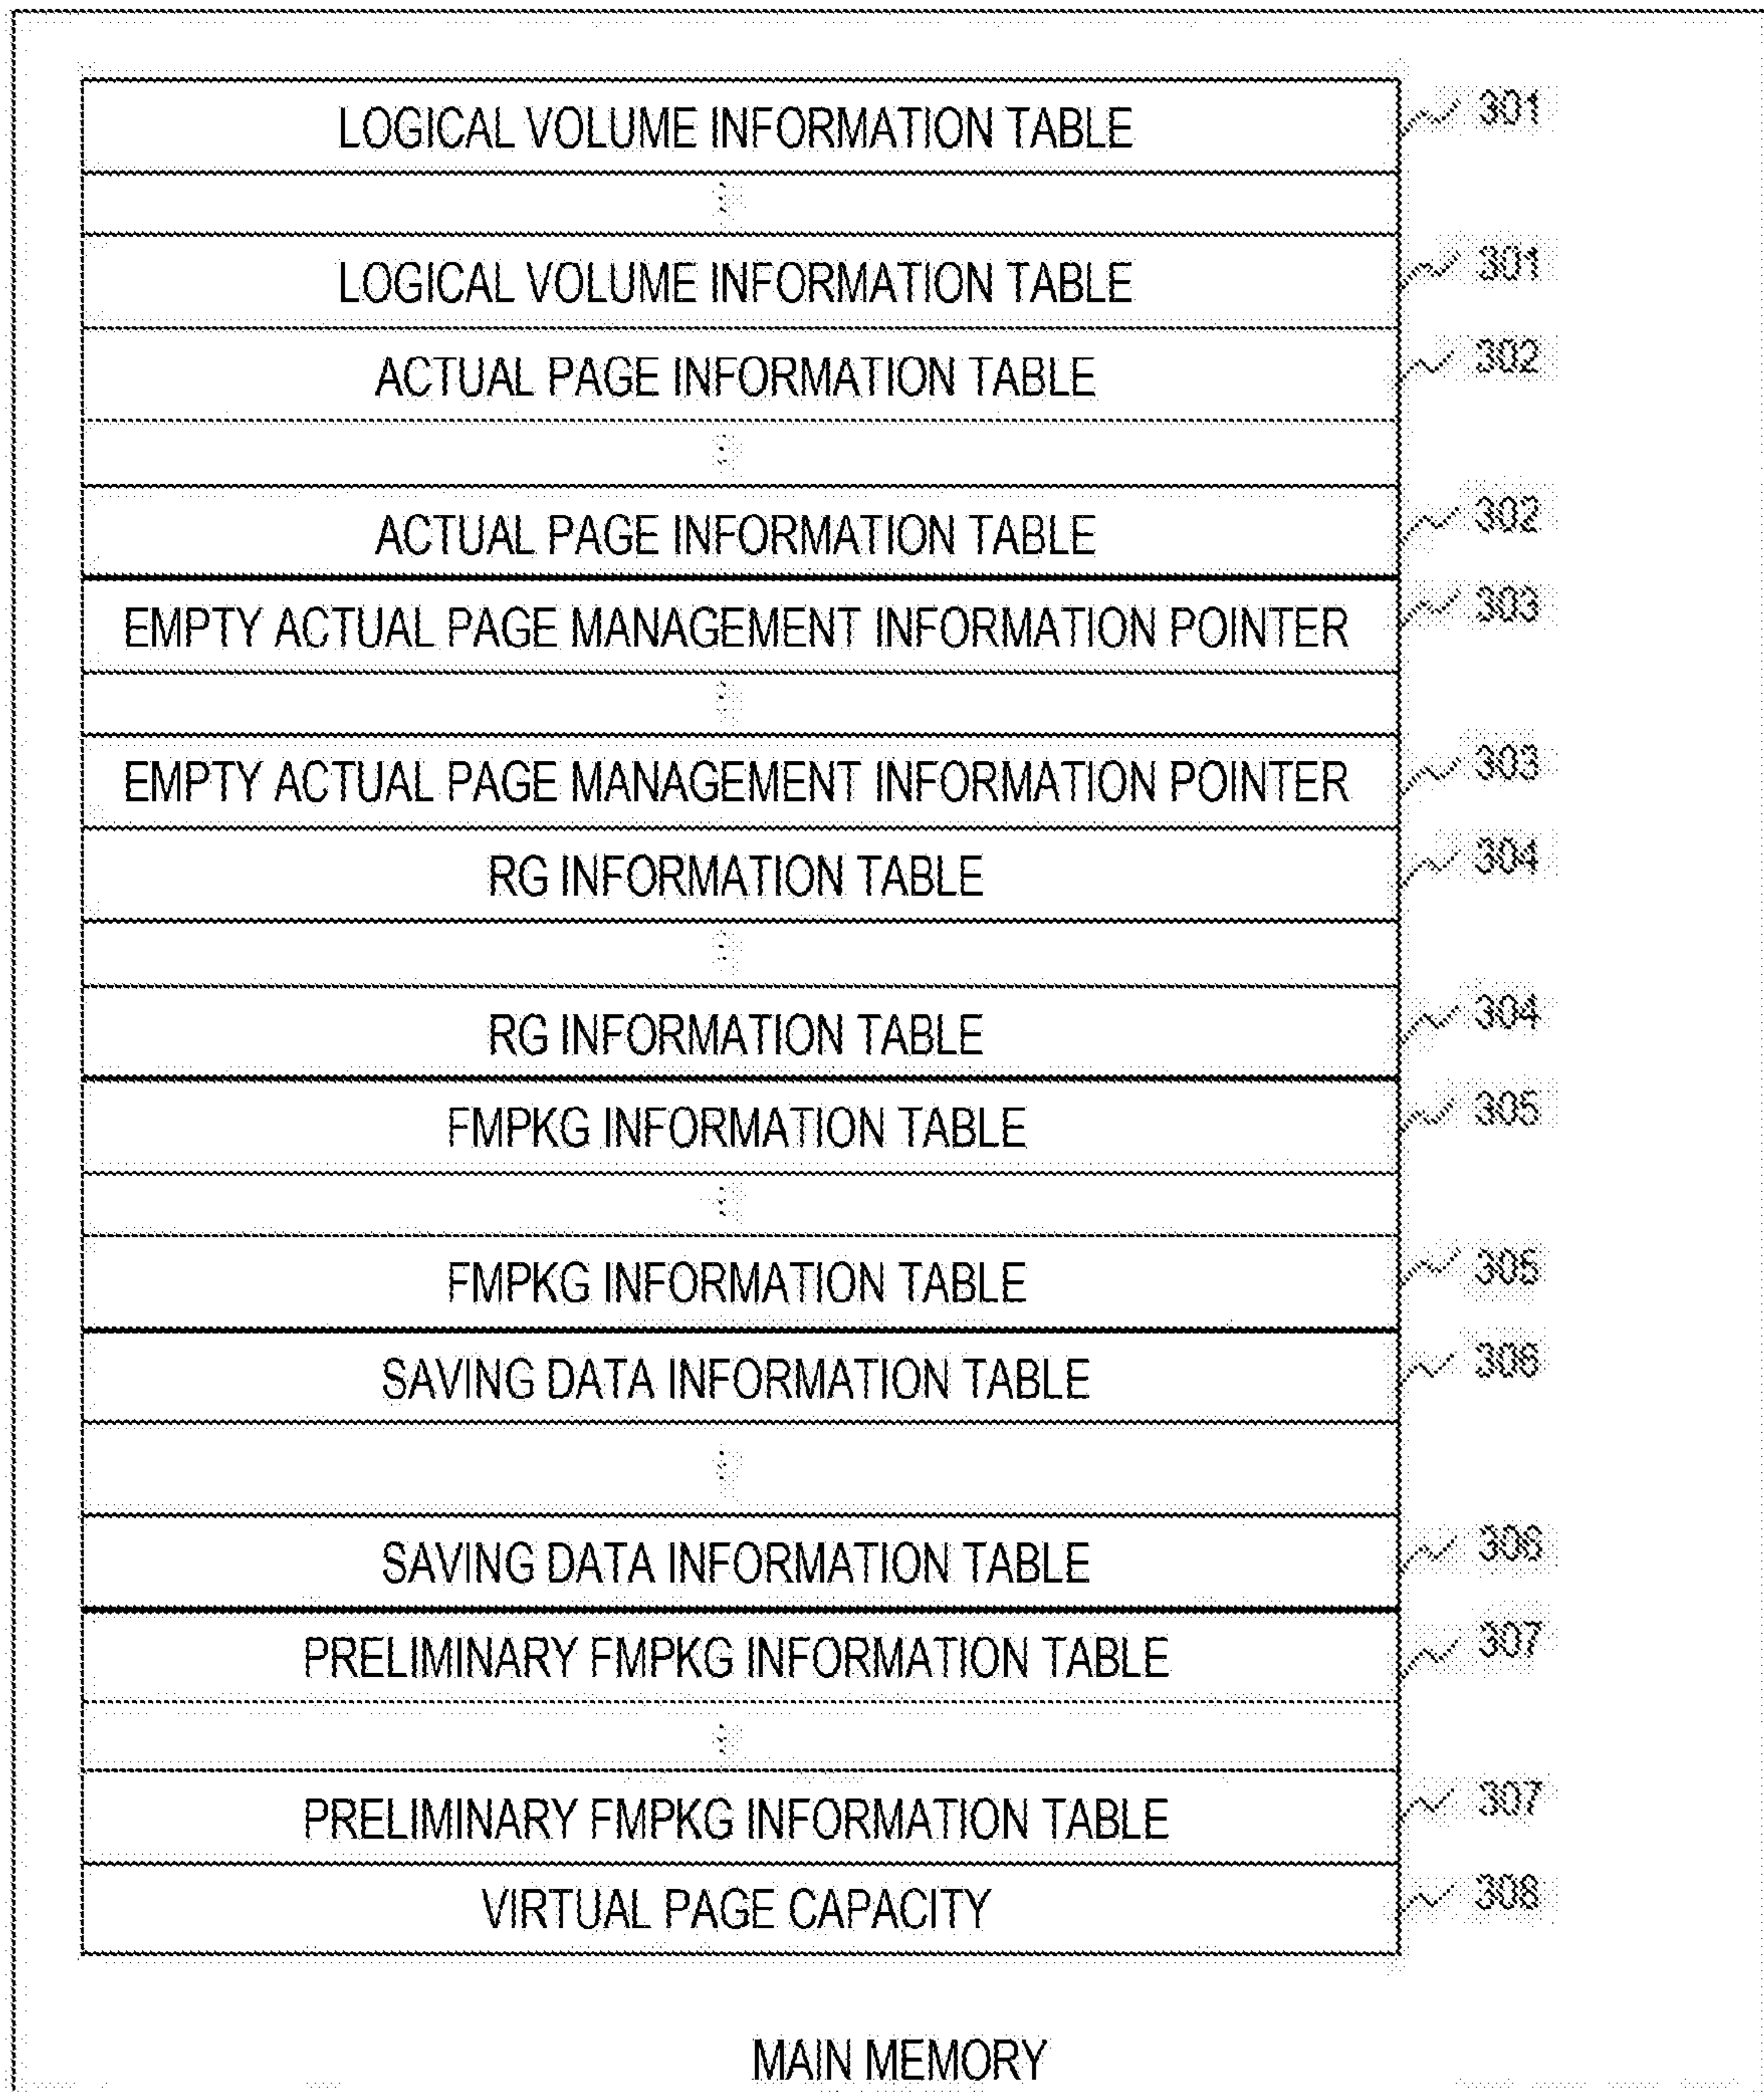 LOGICAL VOLUME INFORMATION TABLE 301
LOGICAL VOLUME INFORMATION TABLE 301
ACTUAL PAGE INFORMATION TABLE 302
ACTUAL PAGE INFORMATION TABLE 302
EMPTY ACTUAL PAGE MANAGEMENT INFORMATION POINTER 303
EMPTY ACTUAL PAGE MANAGEMENT INFORMATION POINTER 303
RG INFORMATION TABLE 304
RG INFORMATION TABLE 304
FMPKG INFORMATION TABLE 305
FMPKG INFORMATION TABLE 305
SAVING DATA INFORMATION TABLE 306
SAVING DATA INFORMATION TABLE 306
PRELIMINARY FMPKG INFORMATION TABLE 307
PRELIMINARY FMPKG INFORMATION TABLE 307
VIRTUAL PAGE CAPACITY 308
MAIN MEMORY